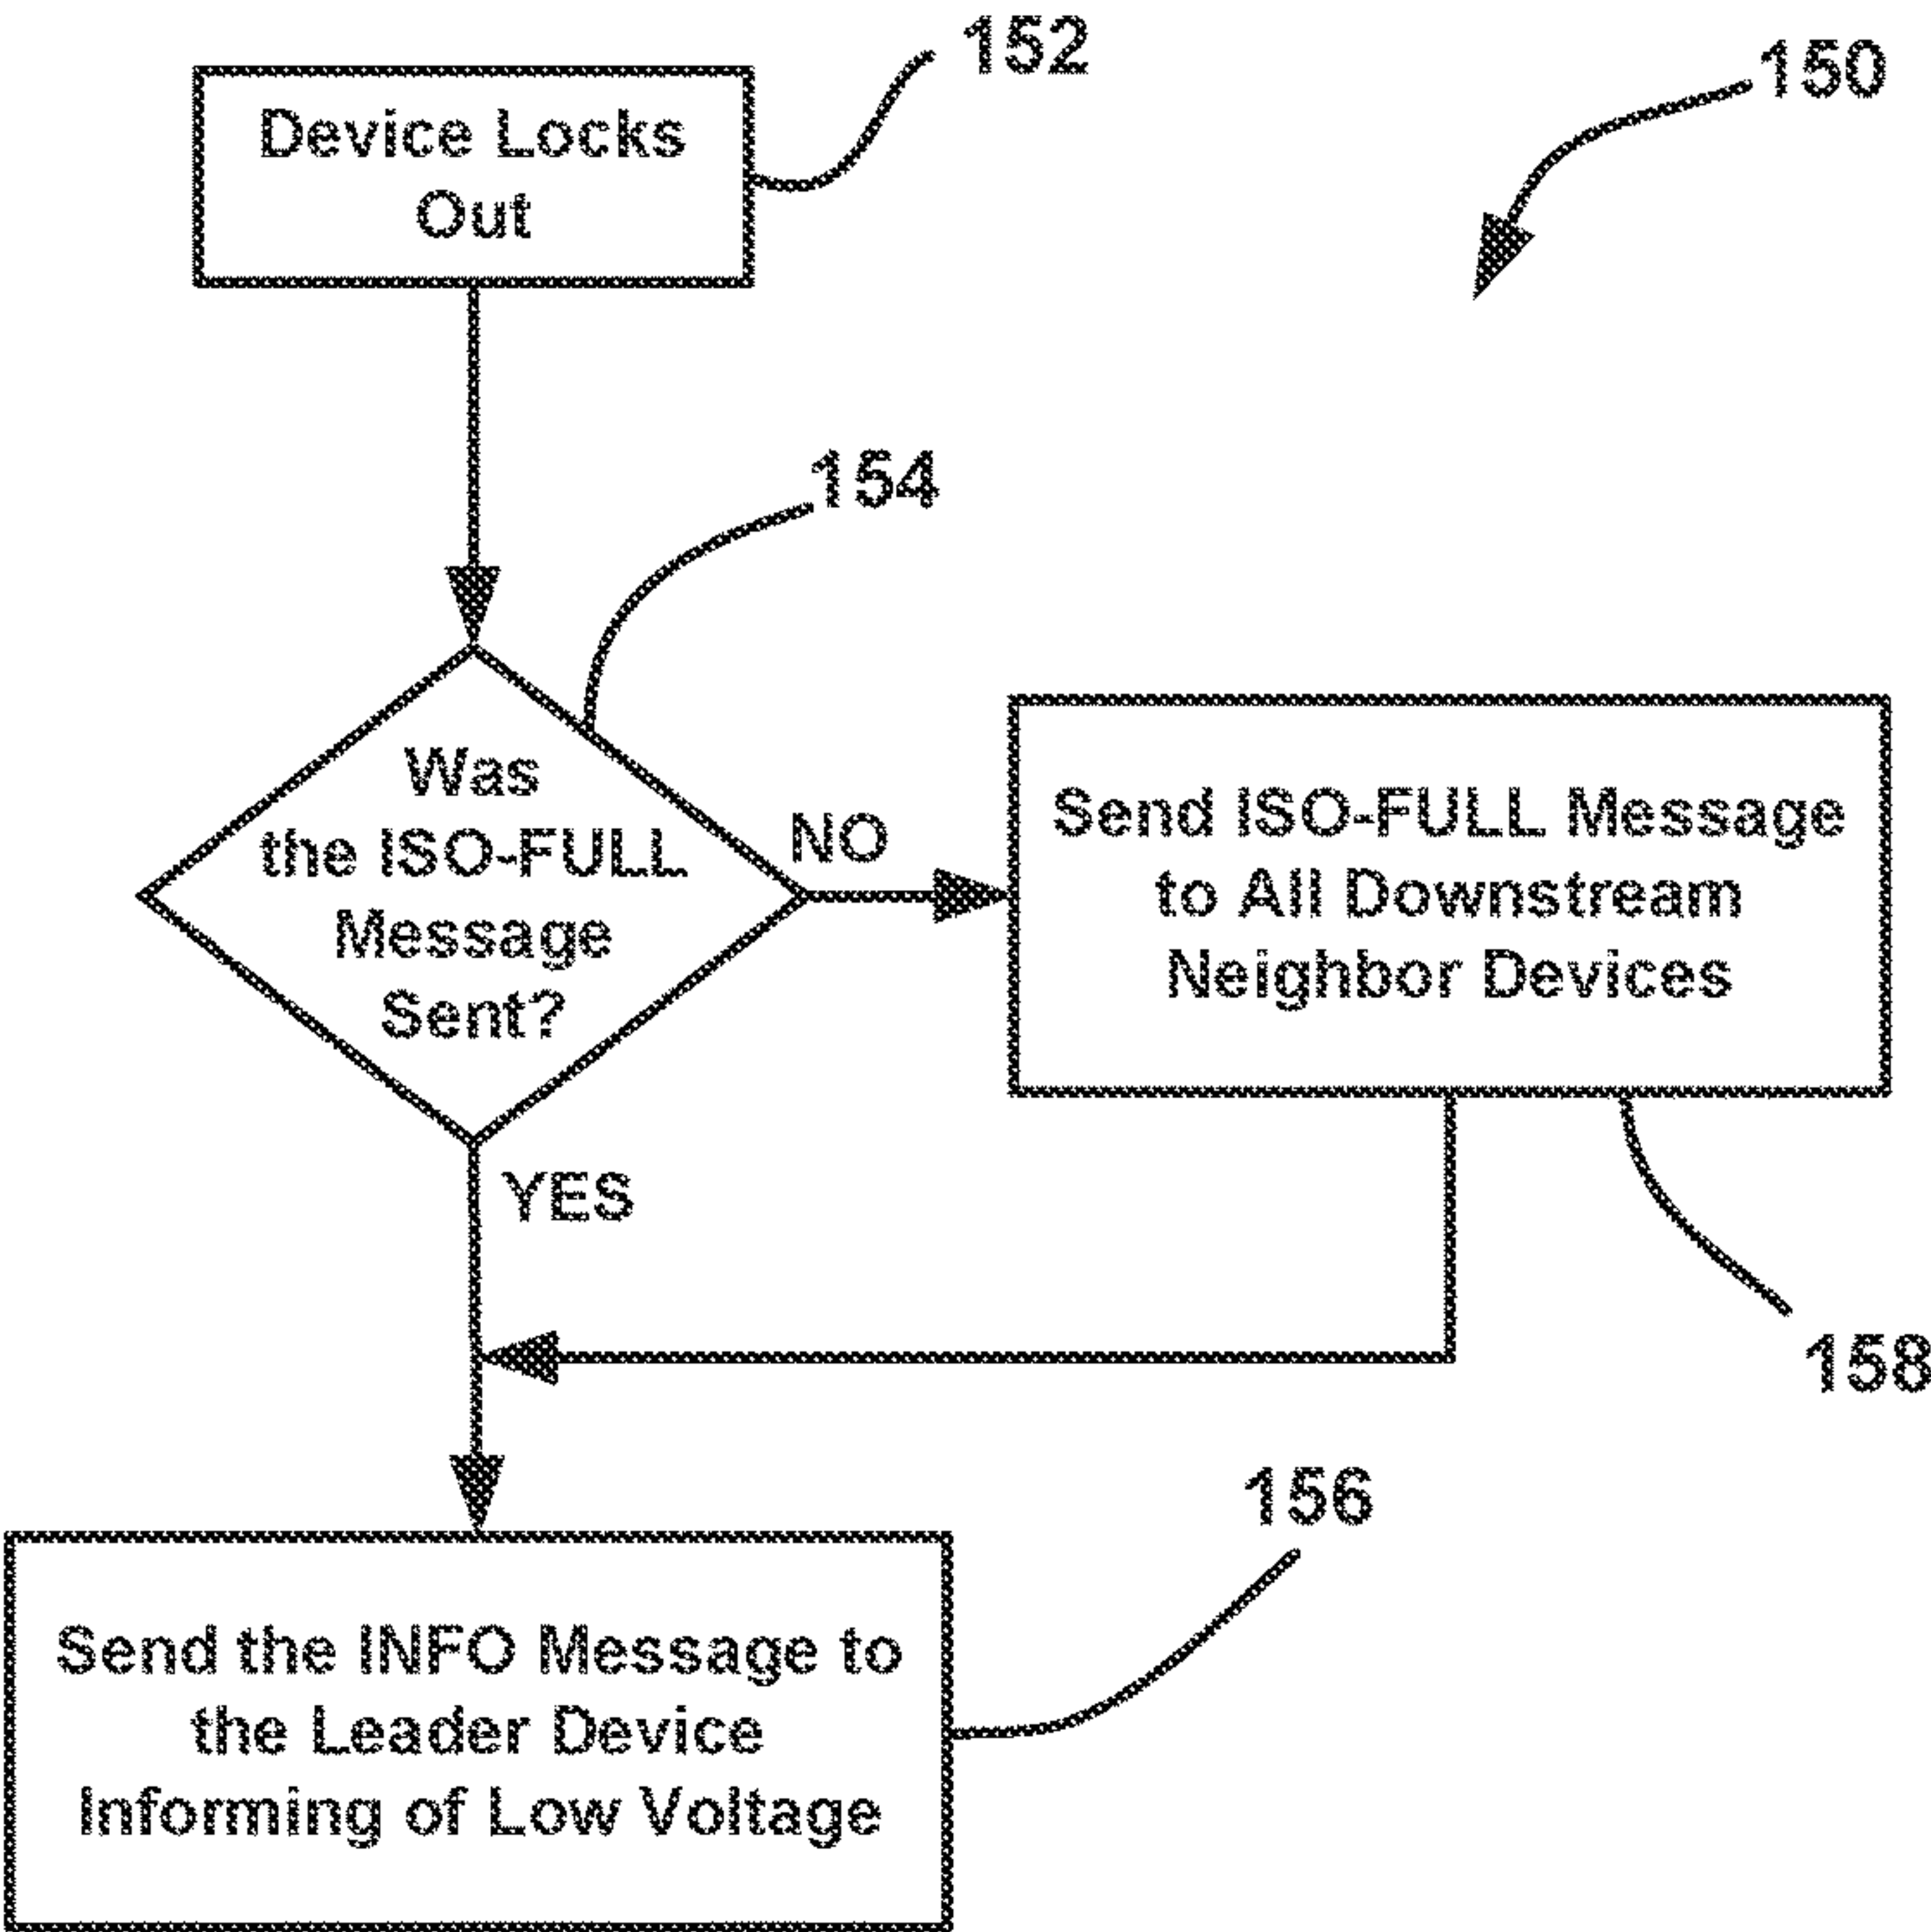 152
150
Device Locks
Out
154
Was
the ISO-FULL
Message
Sent?
NO
Send ISO-FULL Message
to All Downstream
Neighbor Devices
YES
158
156
Send the INFO Message to
the Leader Device
Informing of Low Voltage